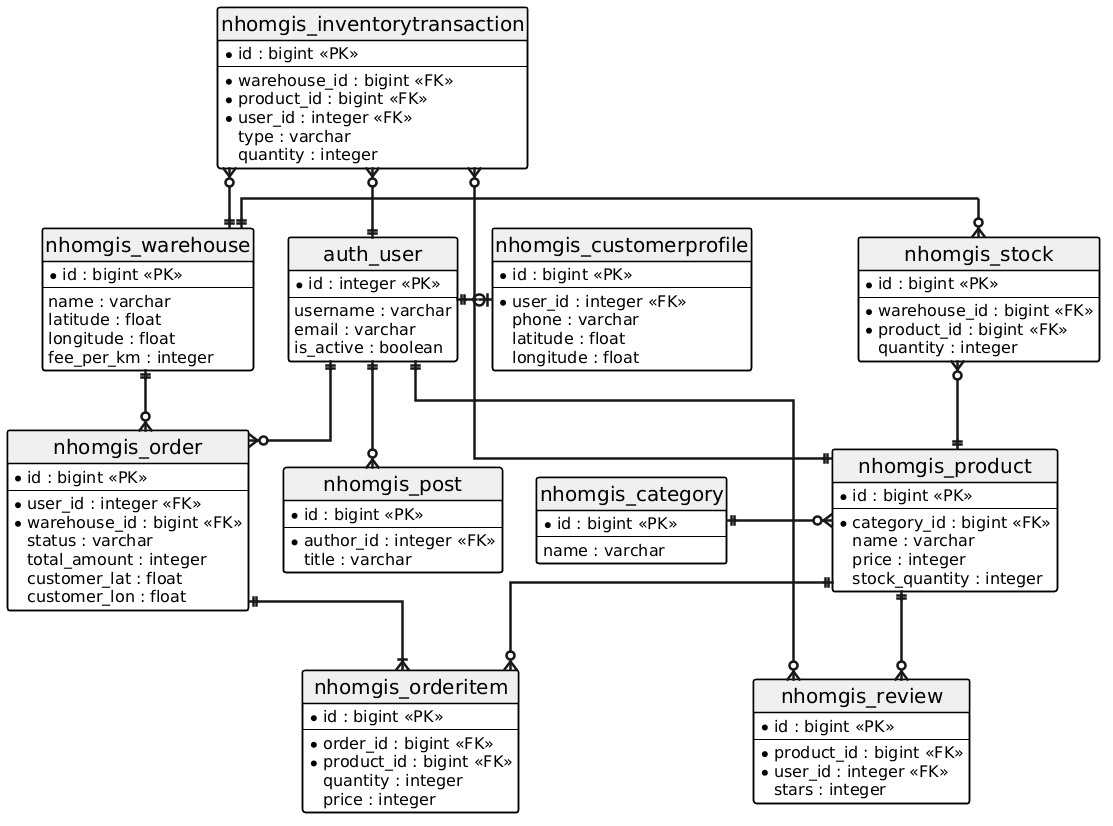 nhomgis_inventorytransaction
• id : bigint «PK»
• warehouse_id : bigint «FK»
• product_id : bigint «FK»
• user_id : integer «FK»
type : varchar
quantity : integer
nhomgis_warehouse
• id : bigint «PK»
name : varchar
latitude : float
longitude : float
fee_per_km : integer
auth_user
• id : integer «PK»
username : varchar
email : varchar
is_active : boolean
nhomgis_customerprofile
• id : bigint «PK»
• user_id : integer «FK»
phone : varchar
latitude : float
longitude : float
nhomgis_stock
• id : bigint «PK»
• warehouse_id : bigint «FK»
• product_id : bigint «FK»
quantity : integer
nhomgis_order
• id : bigint «PK»
• user_id : integer «FK»
• warehouse_id : bigint «FK»
status : varchar
total_amount : integer
customer_lat : float
customer_lon : float
nhomgis_post
• id : bigint «PK»
• author_id : integer «FK»
title : varchar
nhomgis_category
• id : bigint «PK»
name : varchar
nhomgis_product
• id : bigint «PK»
• category_id : bigint «FK»
name : varchar
price : integer
stock_quantity : integer
nhomgis_orderitem
• id : bigint «PK»
• order_id : bigint «FK»
• product_id : bigint «FK»
quantity : integer
price : integer
nhomgis_review
• id : bigint «PK»
• product_id : bigint «FK»
• user_id : integer «FK»
stars : integer